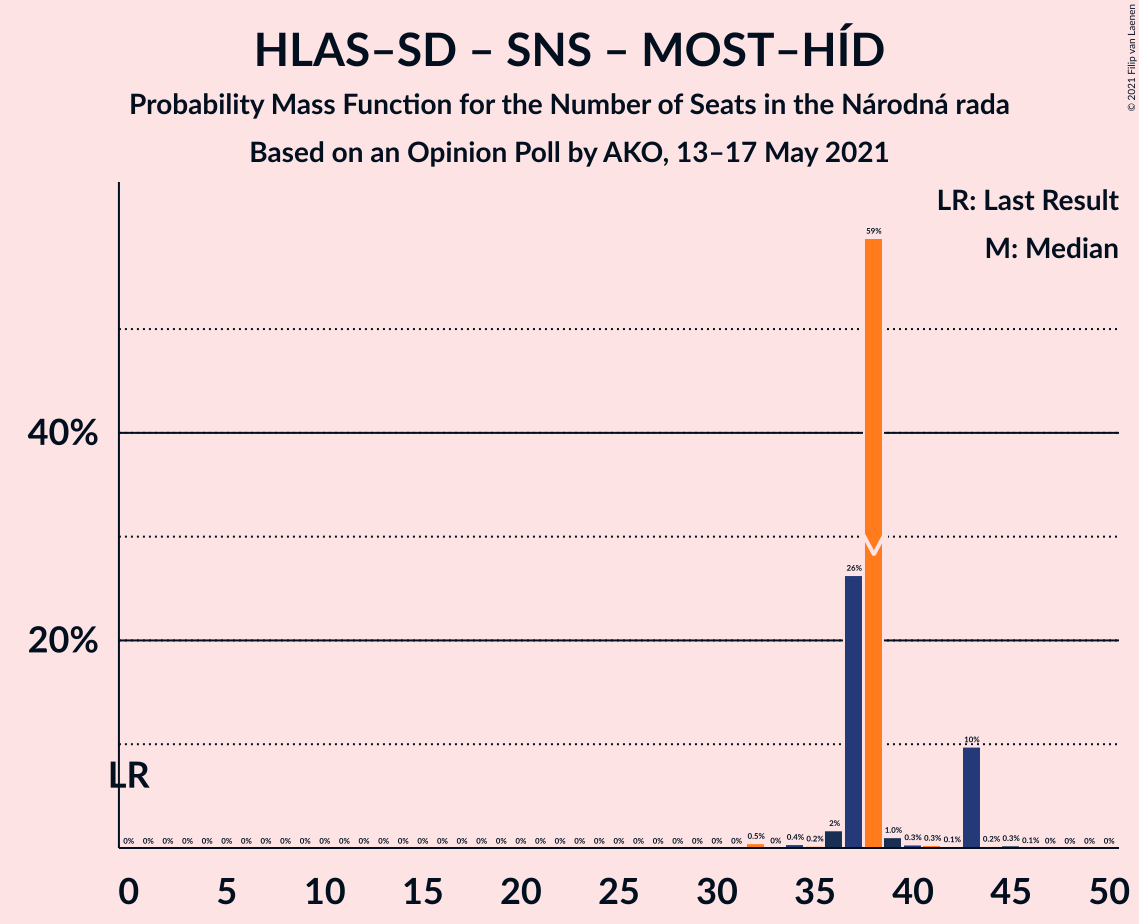 HLAS–SD – SNS – MOST–HÍD
Probability Mass Function for the Number of Seats in the Národná rada
Based on an Opinion Poll by AKO, 13–17 May 2021
© 2021 Filip van Laenen
LR: Last Result
M: Median
40%
20%
LR
M
0% 0% 0% 0% 0% 0% 0% 0% 0% 0% 0% 0% 0% 0% 0% 0% 0% 0% 0% 0% 0% 0% 0% 0% 0% 0% 0% 0% 0% 0% 0% 0% 0.5% 0% 0.4% 0.2% 2% 26% 59% 1.0% 0.3% 0.3% 0.1% 10% 0.2% 0.3% 0.1% 0% 0% 0% 0%
0 5 10 15 20 25 30 35 40 45 50